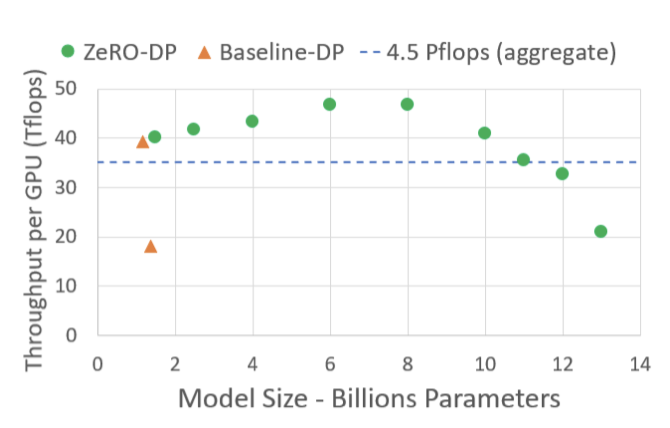 ZeRO-DP Baseline-DP 4.5 Pflops (aggregate)
Throughput per GPU (Tflops)
50
40
30
20
10
0
0 2 4 6 8 10 12 14
Model Size - Billions Parameters